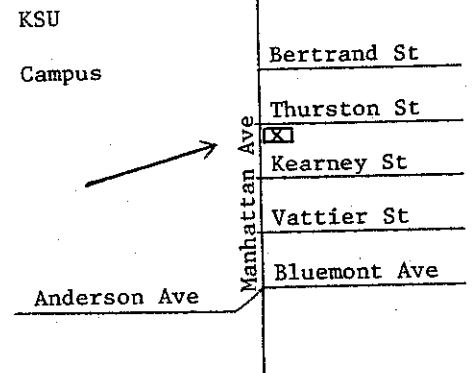 KSU
Campus
Bertrand St
Thurston St
X
Kearney St
Vattier St
Bluemont Ave
Manhattan Ave
Anderson Ave